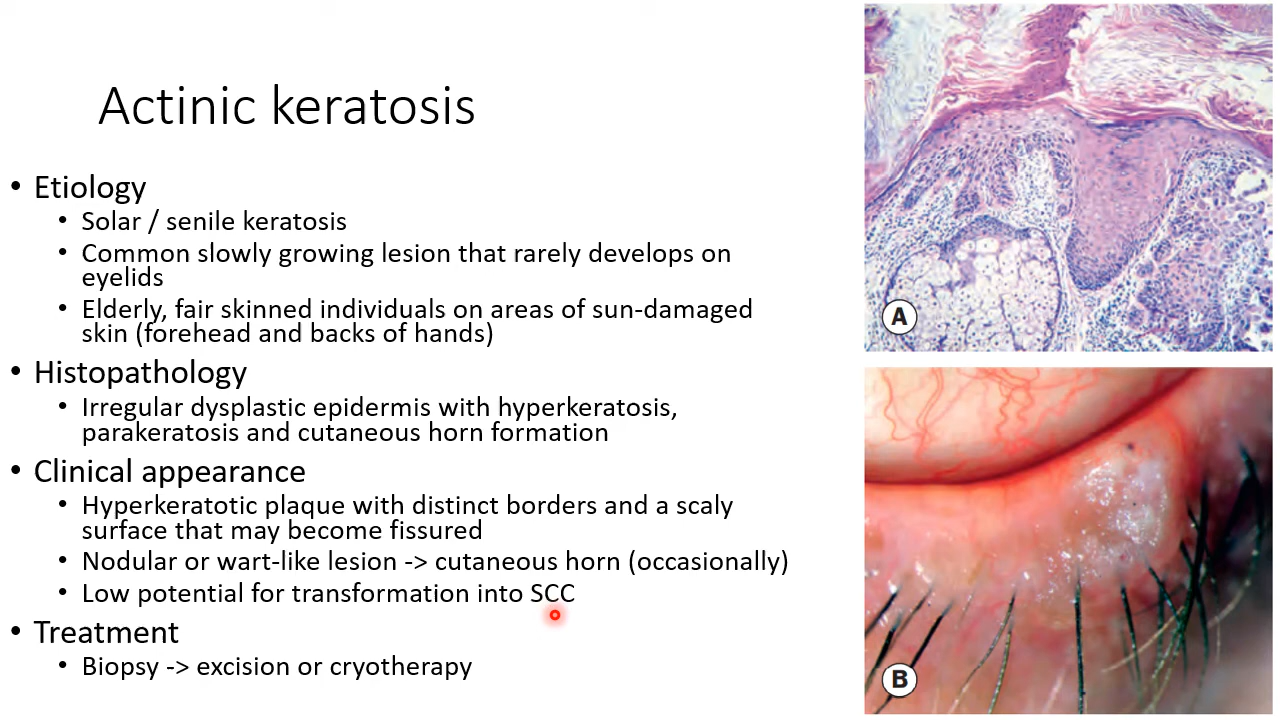 Actinic keratosis
• Etiology
• Solar / senile keratosis
• Common slowly growing lesion that rarely develops on
eyelids
• Elderly, fair skinned individuals on areas of sun-damaged
skin (forehead and backs of hands)
• Histopathology
• Irregular dysplastic epidermis with hyperkeratosis,
parakeratosis and cutaneous horn formation
• Clinical appearance
• Hyperkeratotic plaque with distinct borders and a scaly
surface that may become fissured
• Nodular or wart-like lesion -> cutaneous horn (occasionally)
• Low potential for transformation into SCC
• Treatment
• Biopsy -> excision or cryotherapy
A
B